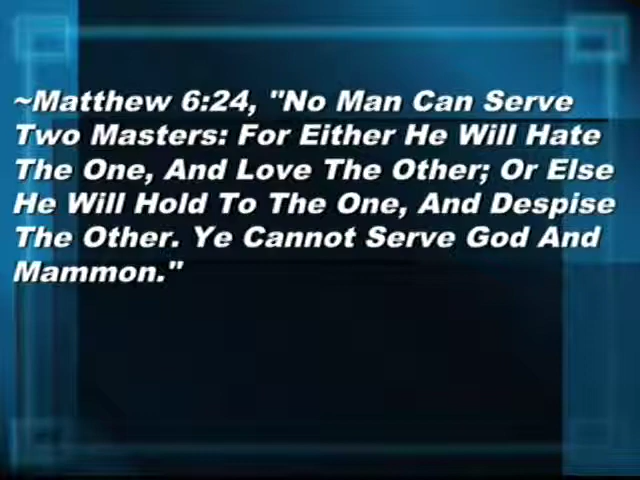 ~Matthew 6:24, "No Man Can Serve
Two Masters: For Either He Will Hate
The One, And Love The Other; Or Else
He Will Hold To The One, And Despise
The Other. Ye Cannot Serve God And
Mammon."